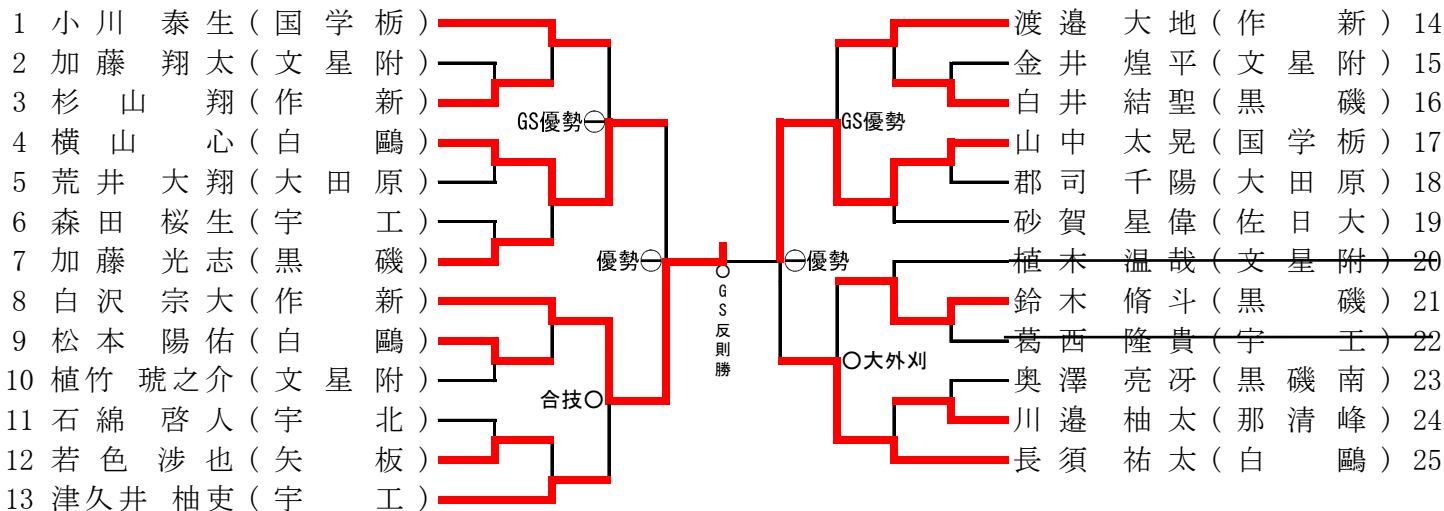 1 小川 泰生(国学栃)
2 加藤 翔太(文星附)
3 杉山 翔(作新)
4 横山 心(白鷗)
5 荒井 大翔(大田原)
6 森田 桜生(宇工)
7 加藤 光志(黒磯)
8 白沢 宗大(作新)
9 松本 陽佑(白鷗)
10 植竹 琥之介(文星附)
11 石綿 啓人(宇北)
12 若色 渉也(矢板)
13 津久井 柚吏(宇工)
GS優勢
優勢
合技○
○GS反則勝
GS優勢
優勢
○大外刈
渡邉 大地(作新) 14
金井 煌平(文星附) 15
白井 結聖(黒磯) 16
山中 太晃(国学栃) 17
郡司 千陽(大田原) 18
砂賀 星偉(佐日大) 19
植木 温哉(文星附) 20
鈴木 脩斗(黒磯) 21
葛西 隆貴(宇工) 22
奥澤 亮冴(黒磯南) 23
川邉 柚太(那清峰) 24
長須 祐太(白鷗) 25